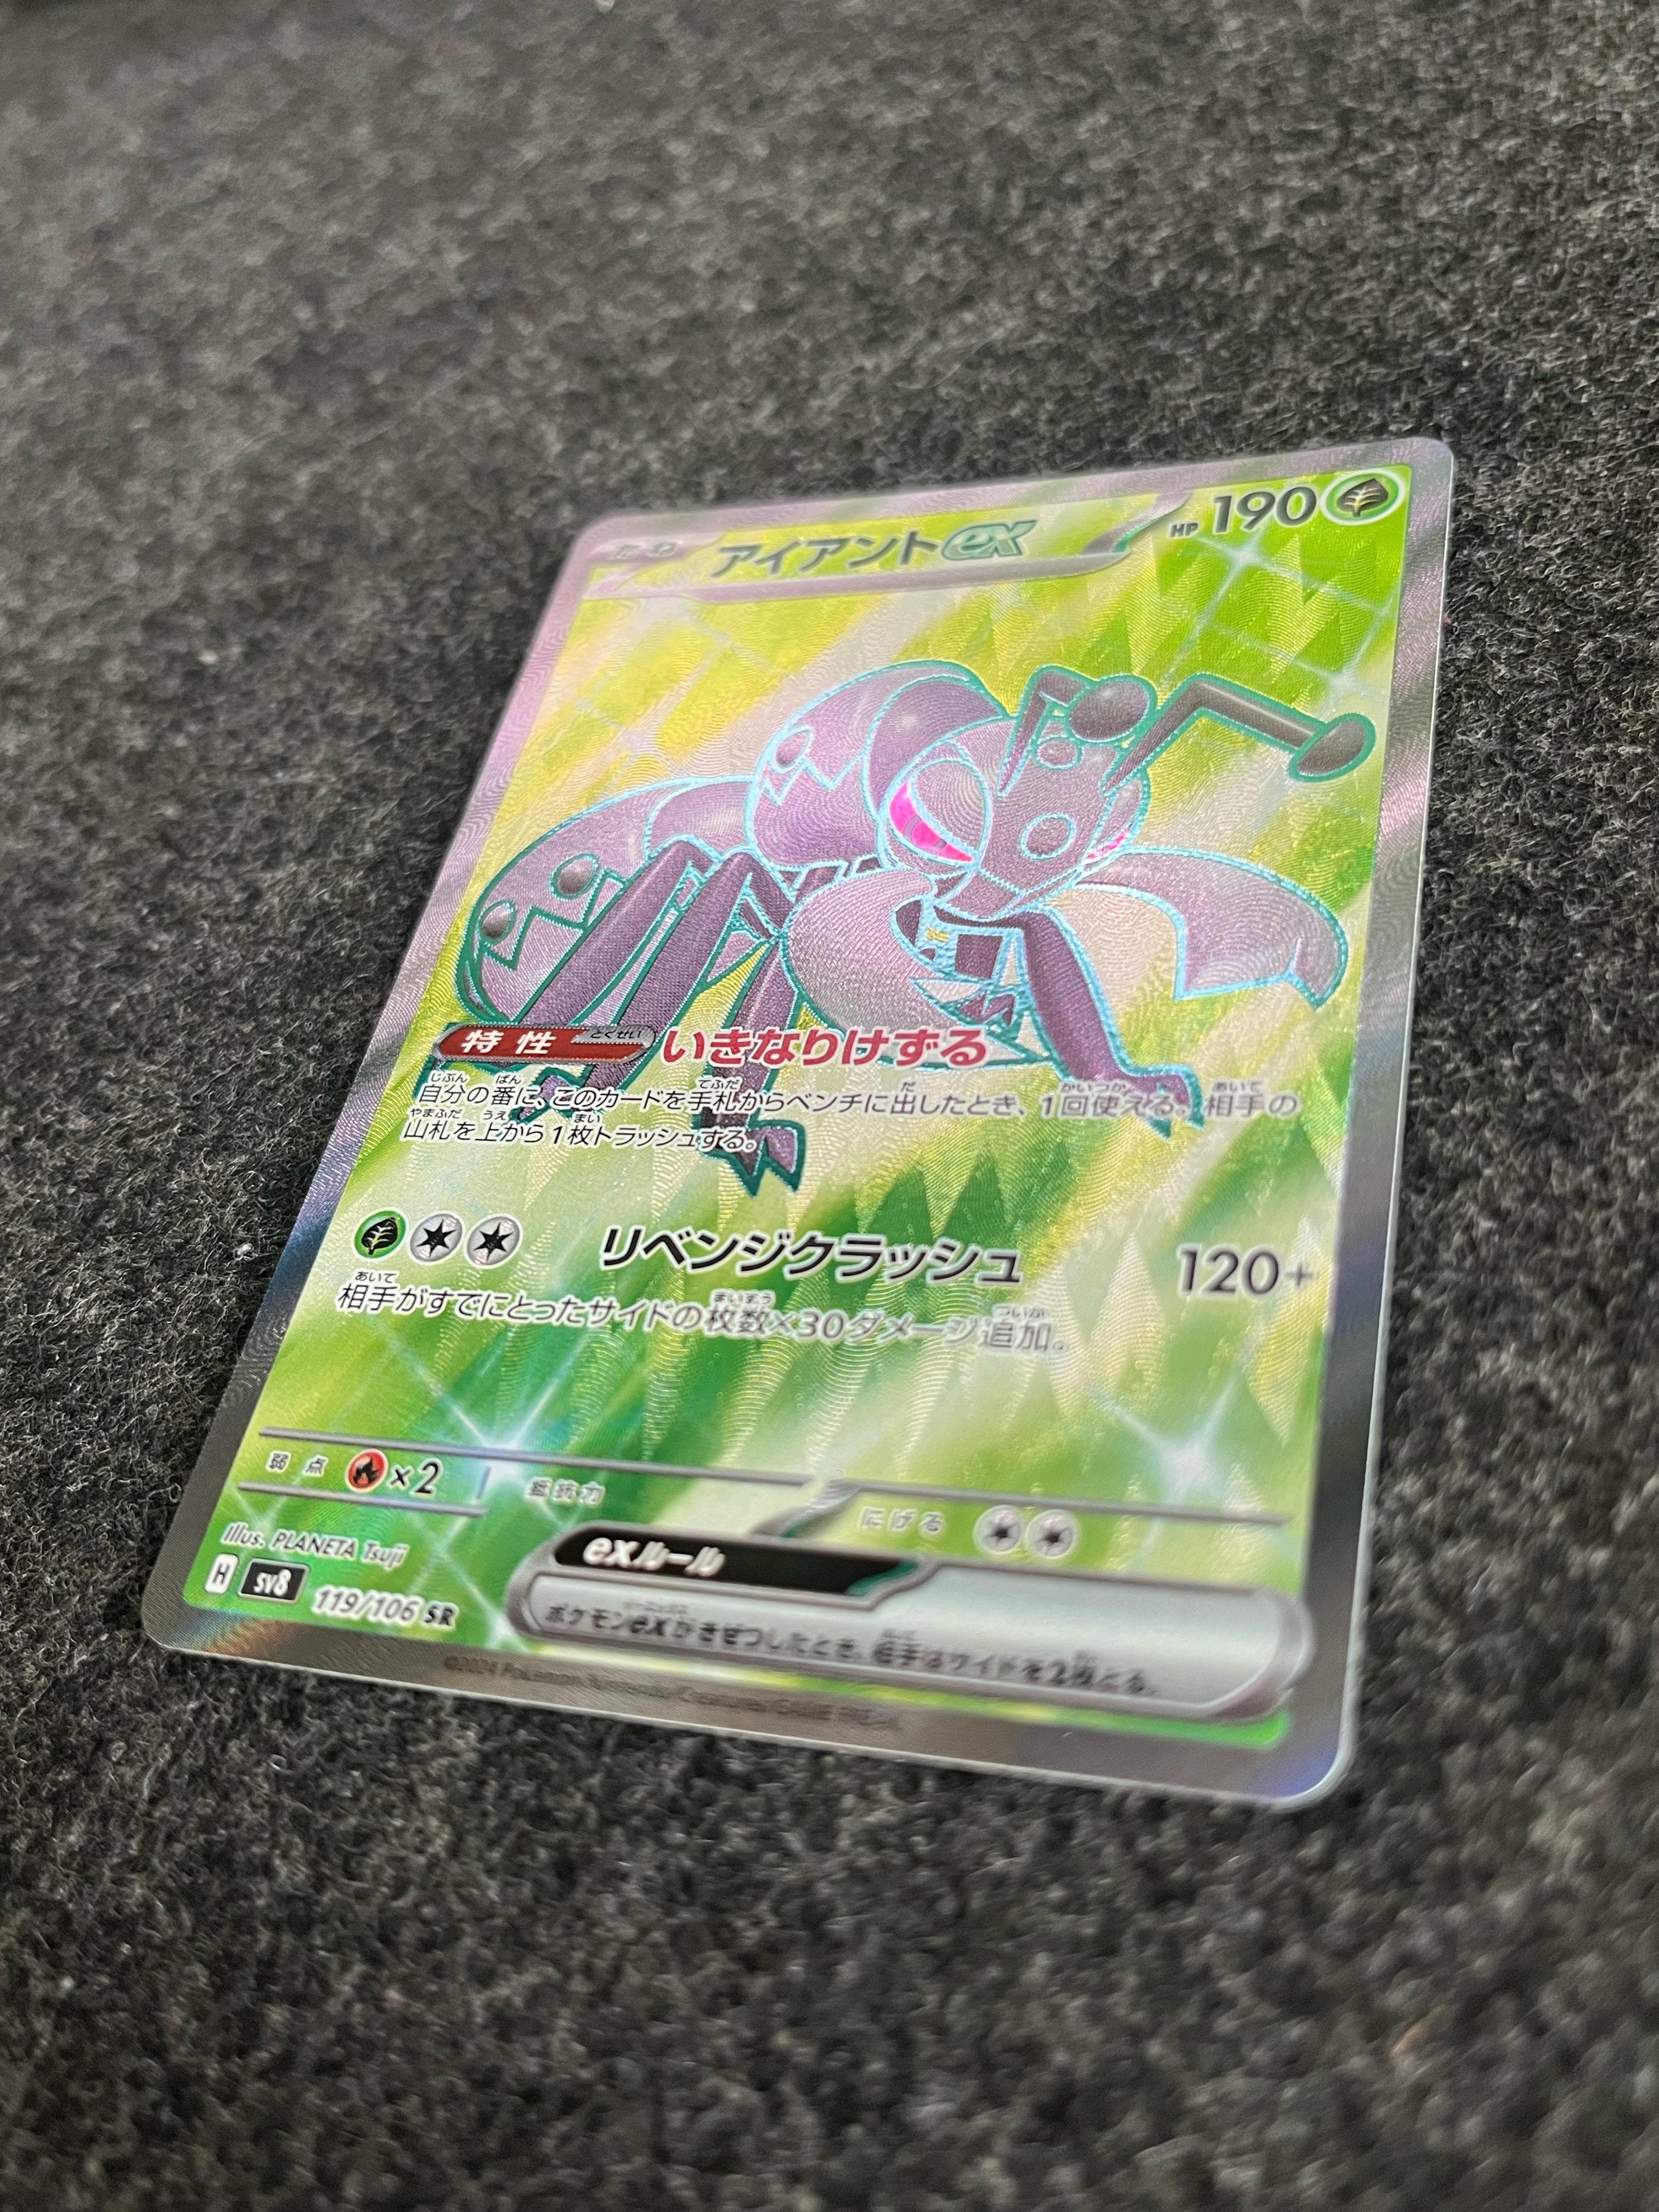 たね アイアントex HP 190
特性 とくせい いきなりけずる
自分の番に、このカードを手札からベンチに出したとき、1回使える。相手の
山札を上から1枚トラッシュする。
リベンジクラッシュ 120+
相手がすでにとったサイドの枚数×30ダメージ追加。
弱点 ×2 抵抗力 にげる
Illus. PLANETA Tsuji
H sv8 119/106 SR
exルール
ポケモンexがきぜつしたとき、相手はサイドを2枚とる。